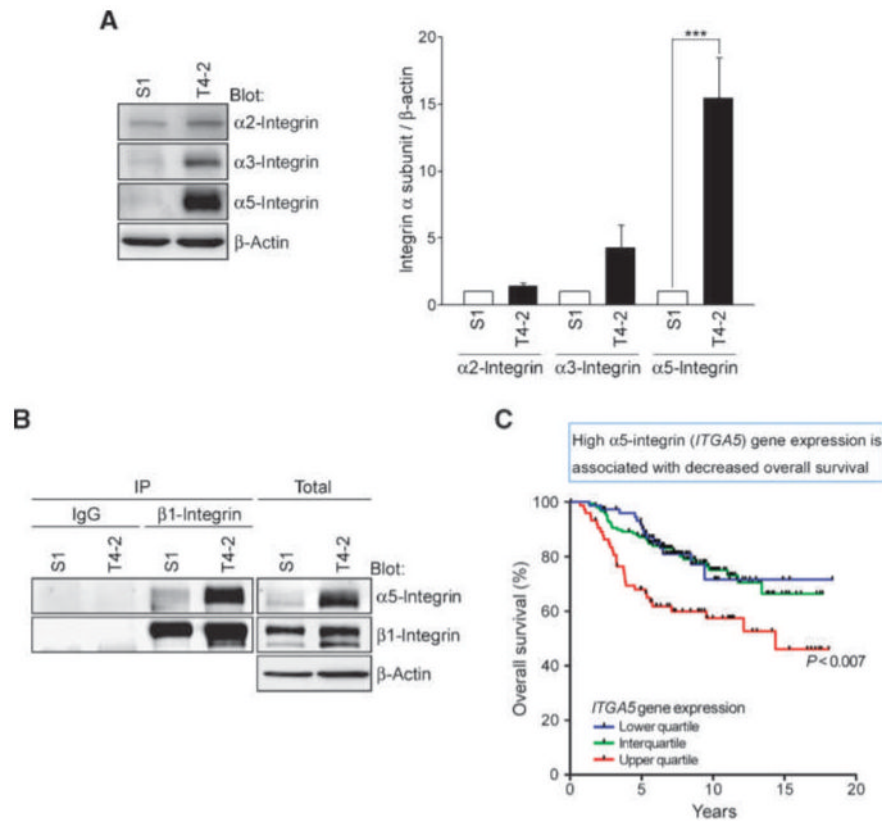 A
S1
T4-2
Blot:
α2-Integrin
α3-Integrin
α5-Integrin
β-Actin
Integrin α subunit / β-actin
20
15
10
5
0
***
S1
T4-2
S1
T4-2
S1
T4-2
α2-Integrin
α3-Integrin
α5-Integrin
B
IP
Total
IgG
β1-Integrin
S1
T4-2
S1
T4-2
S1
T4-2
Blot:
α5-Integrin
β1-Integrin
β-Actin
C
High α5-integrin (ITGA5) gene expression is
associated with decreased overall survival
Overall survival (%)
100
80
60
40
20
0
P < 0.007
ITGA5 gene expression
Lower quartile
Interquartile
Upper quartile
0
5
10
15
20
Years